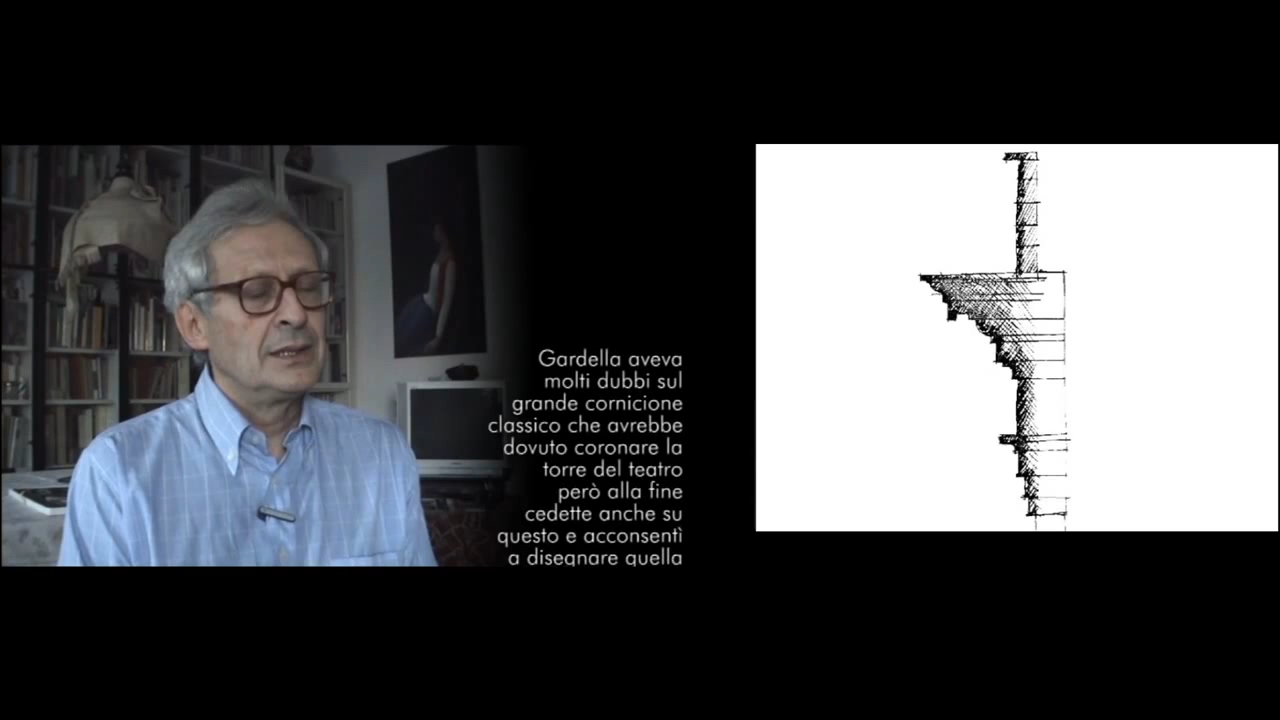 Gardella aveva
molti dubbi sul
grande cornicione
classico che avrebbe
dovuto coronare la
torre del teatro
però alla fine
cedette anche su
questo e acconsentì
a disegnare quella